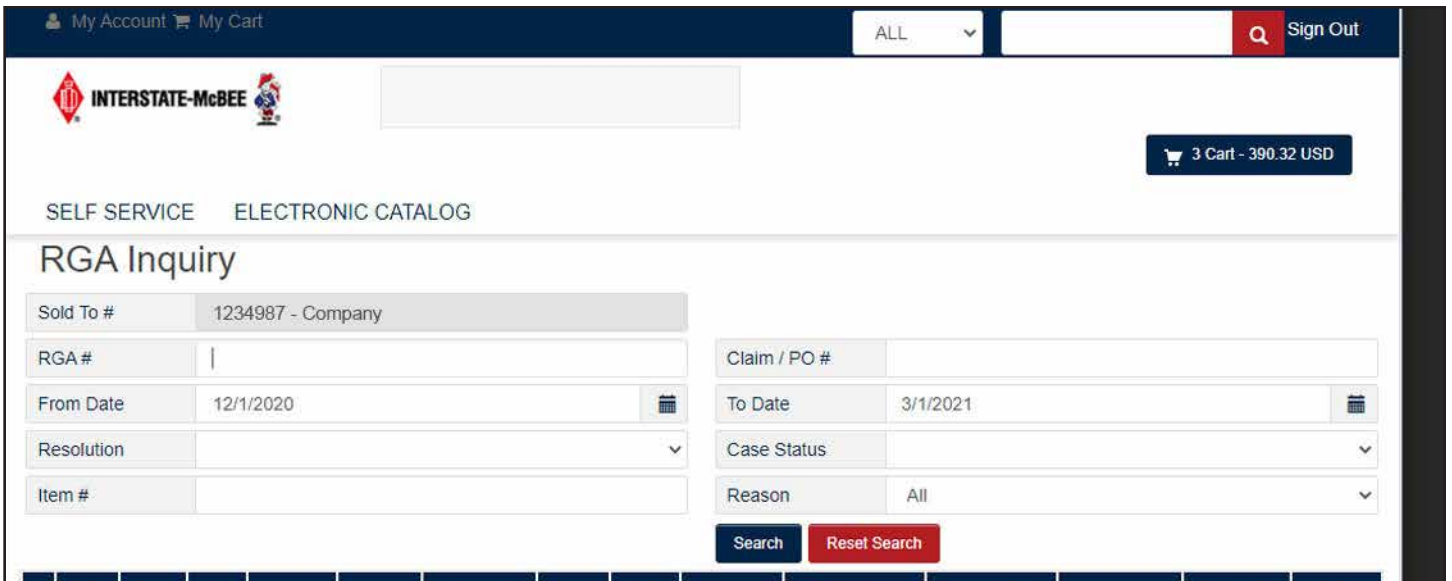 My Account My Cart
ALL
Sign Out
INTERSTATE-McBEE
3 Cart - 390.32 USD
SELF SERVICE ELECTRONIC CATALOG
RGA Inquiry
Sold To # 1234987 - Company
RGA # Claim / PO #
From Date 12/1/2020 To Date 3/1/2021
Resolution Case Status
Item # Reason All
Search Reset Search